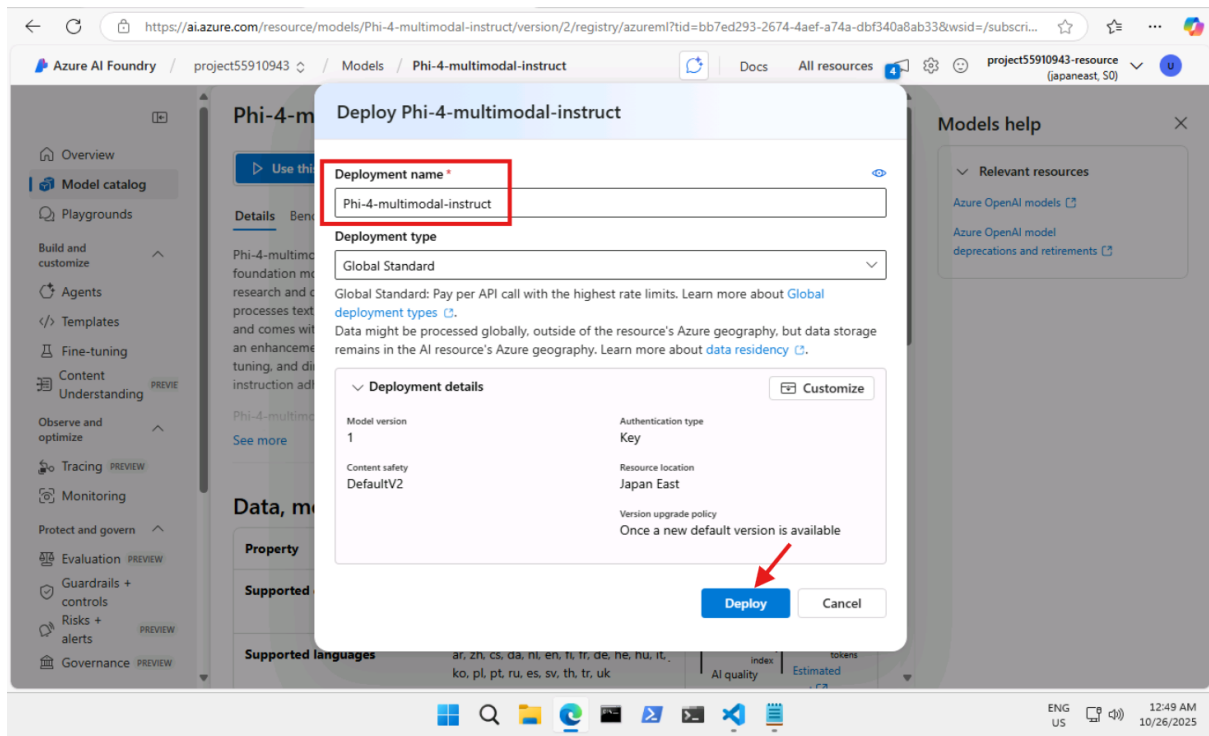 https://ai.azure.com/resource/models/Phi-4-multimodal-instruct/version/2/registry/azureml?tid=bb7ed293-2674-4aef-a74a-dbf340a8ab33&wsid=/subscri...
Azure AI Foundry / project55910943 / Models / Phi-4-multimodal-instruct
Docs
All resources
4
project55910943-resource
(japaneast, S0)
U
Overview
Model catalog
Playgrounds
Build and
customize
Agents
Templates
Fine-tuning
Content
Understanding PREVIE
Observe and
optimize
Tracing PREVIEW
Monitoring
Protect and govern
Evaluation PREVIEW
Guardrails +
controls
Risks +
alerts PREVIEW
Governance PREVIEW
Phi-4-m
Use thi
Details Benc
Phi-4-multimo
foundation mo
research and
processes text
and comes wit
an enhanceme
tuning, and di
instruction ad
Phi-4-multimo
See more
Data, m
Property
Supported
Supported languages
ar, zh, cs, da, nl, en, fi, fr, de, he, hu, it,
ko, pl, pt, ru, es, sv, th, tr, uk
index
AI quality
tokens
Estimated
Deploy Phi-4-multimodal-instruct
Deployment name *
Phi-4-multimodal-instruct
Deployment type
Global Standard
Global Standard: Pay per API call with the highest rate limits. Learn more about Global
deployment types .
Data might be processed globally, outside of the resource's Azure geography, but data storage
remains in the AI resource's Azure geography. Learn more about data residency .
Deployment details
Customize
Model version
1
Authentication type
Key
Content safety
DefaultV2
Resource location
Japan East
Version upgrade policy
Once a new default version is available
Deploy
Cancel
Models help
Relevant resources
Azure OpenAI models
Azure OpenAI model
deprecations and retirements
ENG
US
12:49 AM
10/26/2025